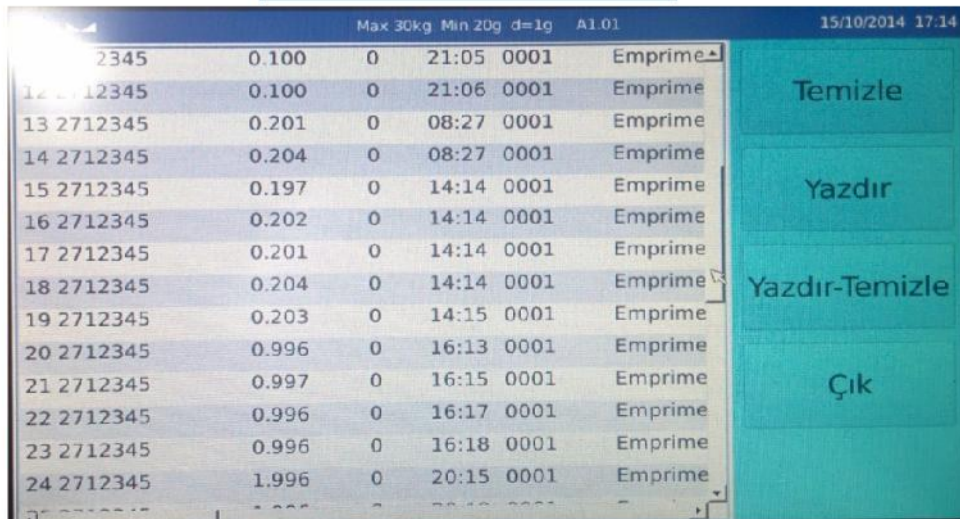 Max 30kg Min 20g d=1g A1.01 15/10/2014 17:14
2345 0.100 0 21:05 0001 Emprime
12345 0.100 0 21:06 0001 Emprime
13 2712345 0.201 0 08:27 0001 Emprime
14 2712345 0.204 0 08:27 0001 Emprime
15 2712345 0.197 0 14:14 0001 Emprime
16 2712345 0.202 0 14:14 0001 Emprime
17 2712345 0.201 0 14:14 0001 Emprime
18 2712345 0.204 0 14:14 0001 Emprime
19 2712345 0.203 0 14:15 0001 Emprime
20 2712345 0.996 0 16:13 0001 Emprime
21 2712345 0.997 0 16:15 0001 Emprime
22 2712345 0.996 0 16:17 0001 Emprime
23 2712345 0.996 0 16:18 0001 Emprime
24 2712345 1.996 0 20:15 0001 Emprime
Temizle
Yazdır
Yazdır-Temizle
Çık